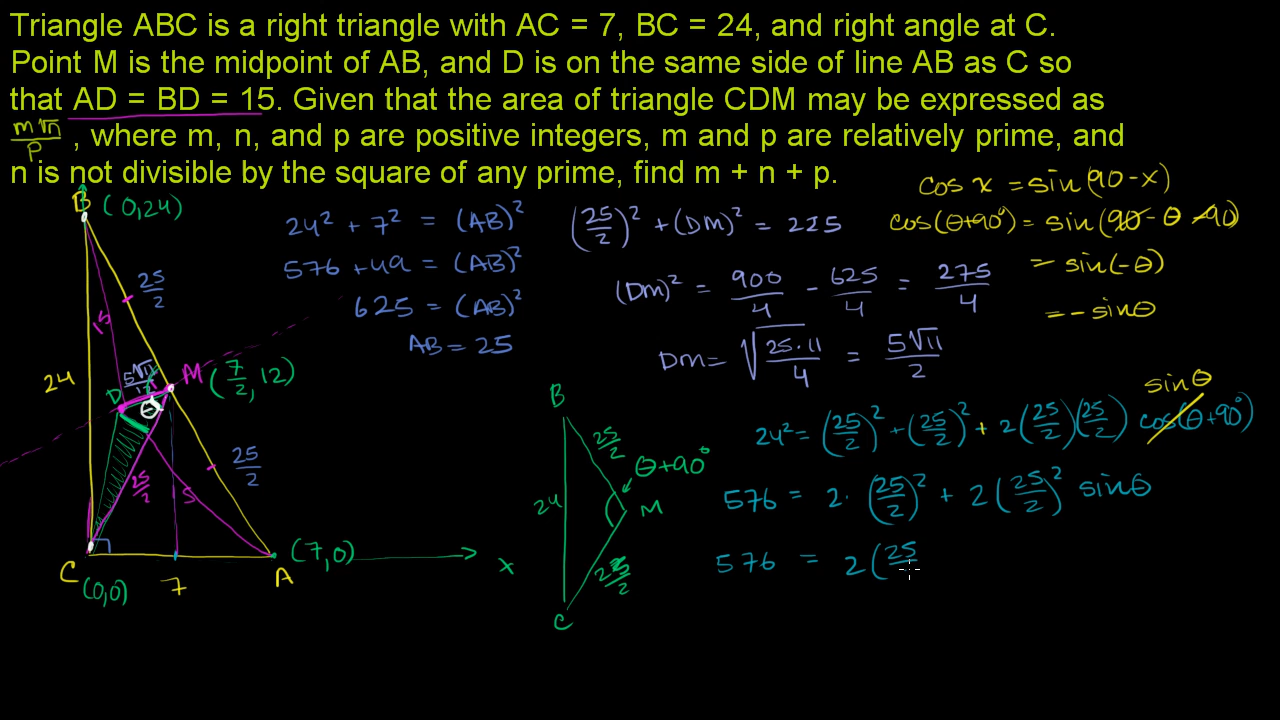 Triangle ABC is a right triangle with AC = 7, BC = 24, and right angle at C.
Point M is the midpoint of AB, and D is on the same side of line AB as C so
that AD = BD = 15. Given that the area of triangle CDM may be expressed as
m√n/p , where m, n, and p are positive integers, m and p are relatively prime, and
n is not divisible by the square of any prime, find m + n + p.
cos x = sin(90-x)
cos(θ+90°) = sin(90 - θ - 90)
= sin(-θ)
= - sinθ
B (0,24)
25/2
15
24
5√11/2
D
θ
M (7/2, 12)
25/2
25/2
15
C (0,0)
7
A (7,0)
x
24² + 7² = (AB)²
576 + 49 = (AB)²
625 = (AB)²
AB = 25
(25/2)² + (DM)² = 225
(DM)² = 900/4 - 625/4 = 275/4
DM = √(25·11/4) = 5√11/2
B
25/2
θ+90°
24
M
25/2
C
sinθ
24² = (25/2)² + (25/2)² + 2(25/2)(25/2) cos(θ+90°)
576 = 2·(25/2)² + 2(25/2)² sinθ
576 = 2(25